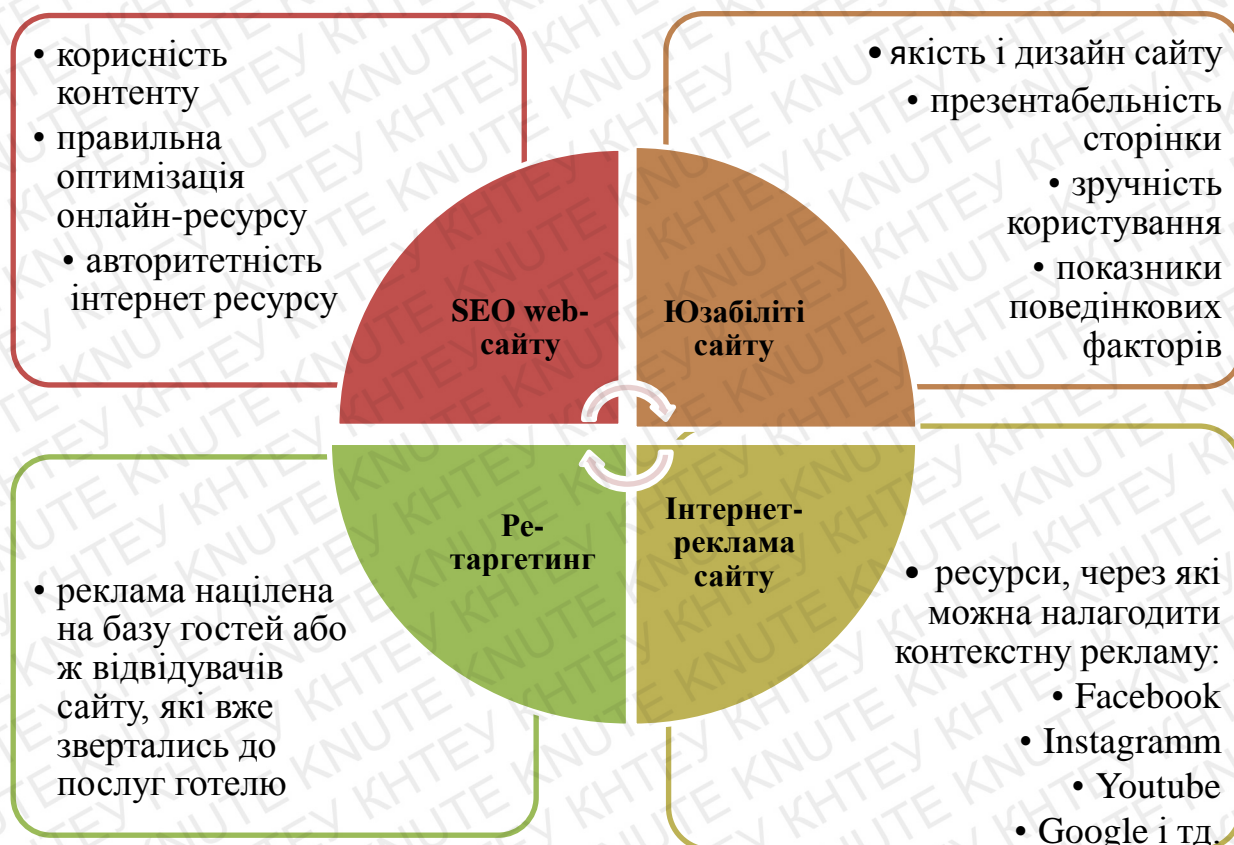 • корисність
контенту
• правильна
оптимізація
онлайн-ресурсу
• авторитетність
інтернет ресурсу
• якість і дизайн сайту
• презентабельність
сторінки
• зручність
користування
• показники
поведінкових
факторів
SEO web-
сайту
Юзабіліті
сайту
Ре-
таргетинг
Інтернет-
реклама
сайту
• реклама націлена
на базу гостей або
ж відвідувачів
сайту, які вже
звертались до
послуг готелю
• ресурси, через які
можна налагодити
контекстну рекламу:
• Facebook
• Instagramm
• Youtube
• Google і тд.